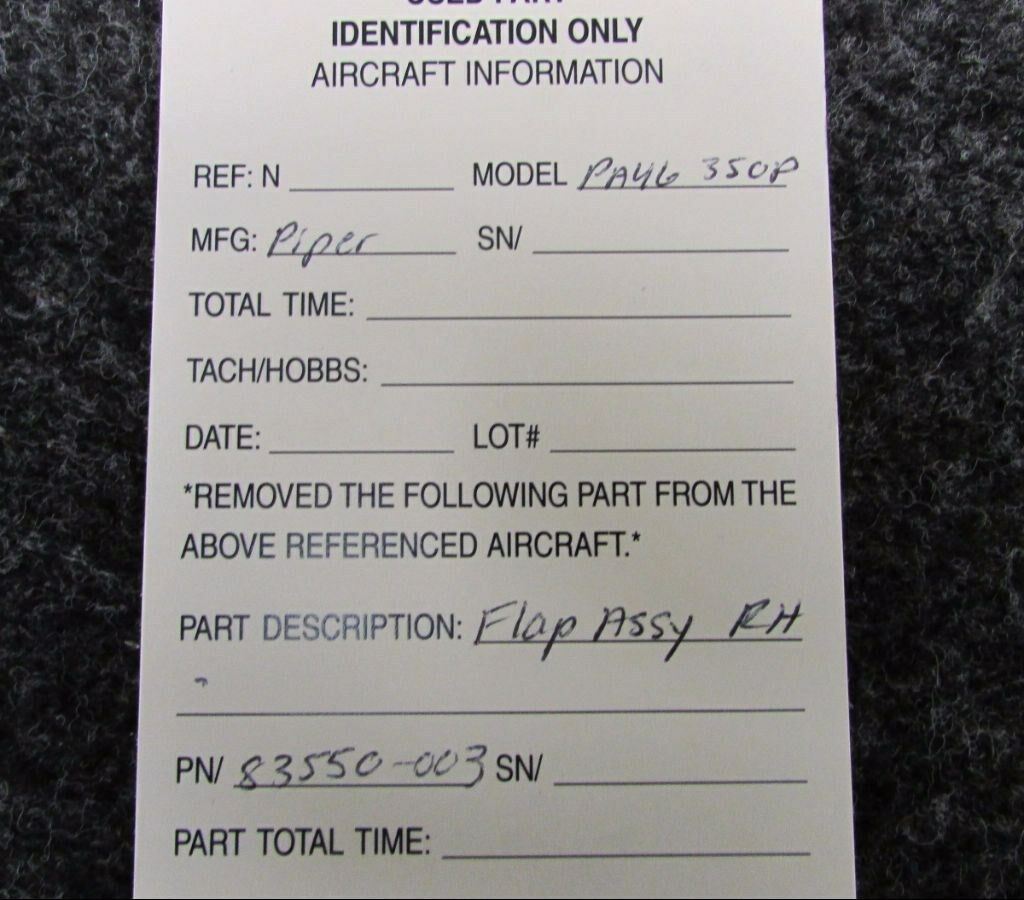 USED PART
IDENTIFICATION ONLY
AIRCRAFT INFORMATION
REF: N MODEL PA46 350P
MFG: Piper SN/
TOTAL TIME:
TACH/HOBBS:
DATE: LOT#
*REMOVED THE FOLLOWING PART FROM THE
ABOVE REFERENCED AIRCRAFT.*
PART DESCRIPTION: Flap Assy RH
PN/ 83550-003 SN/
PART TOTAL TIME: